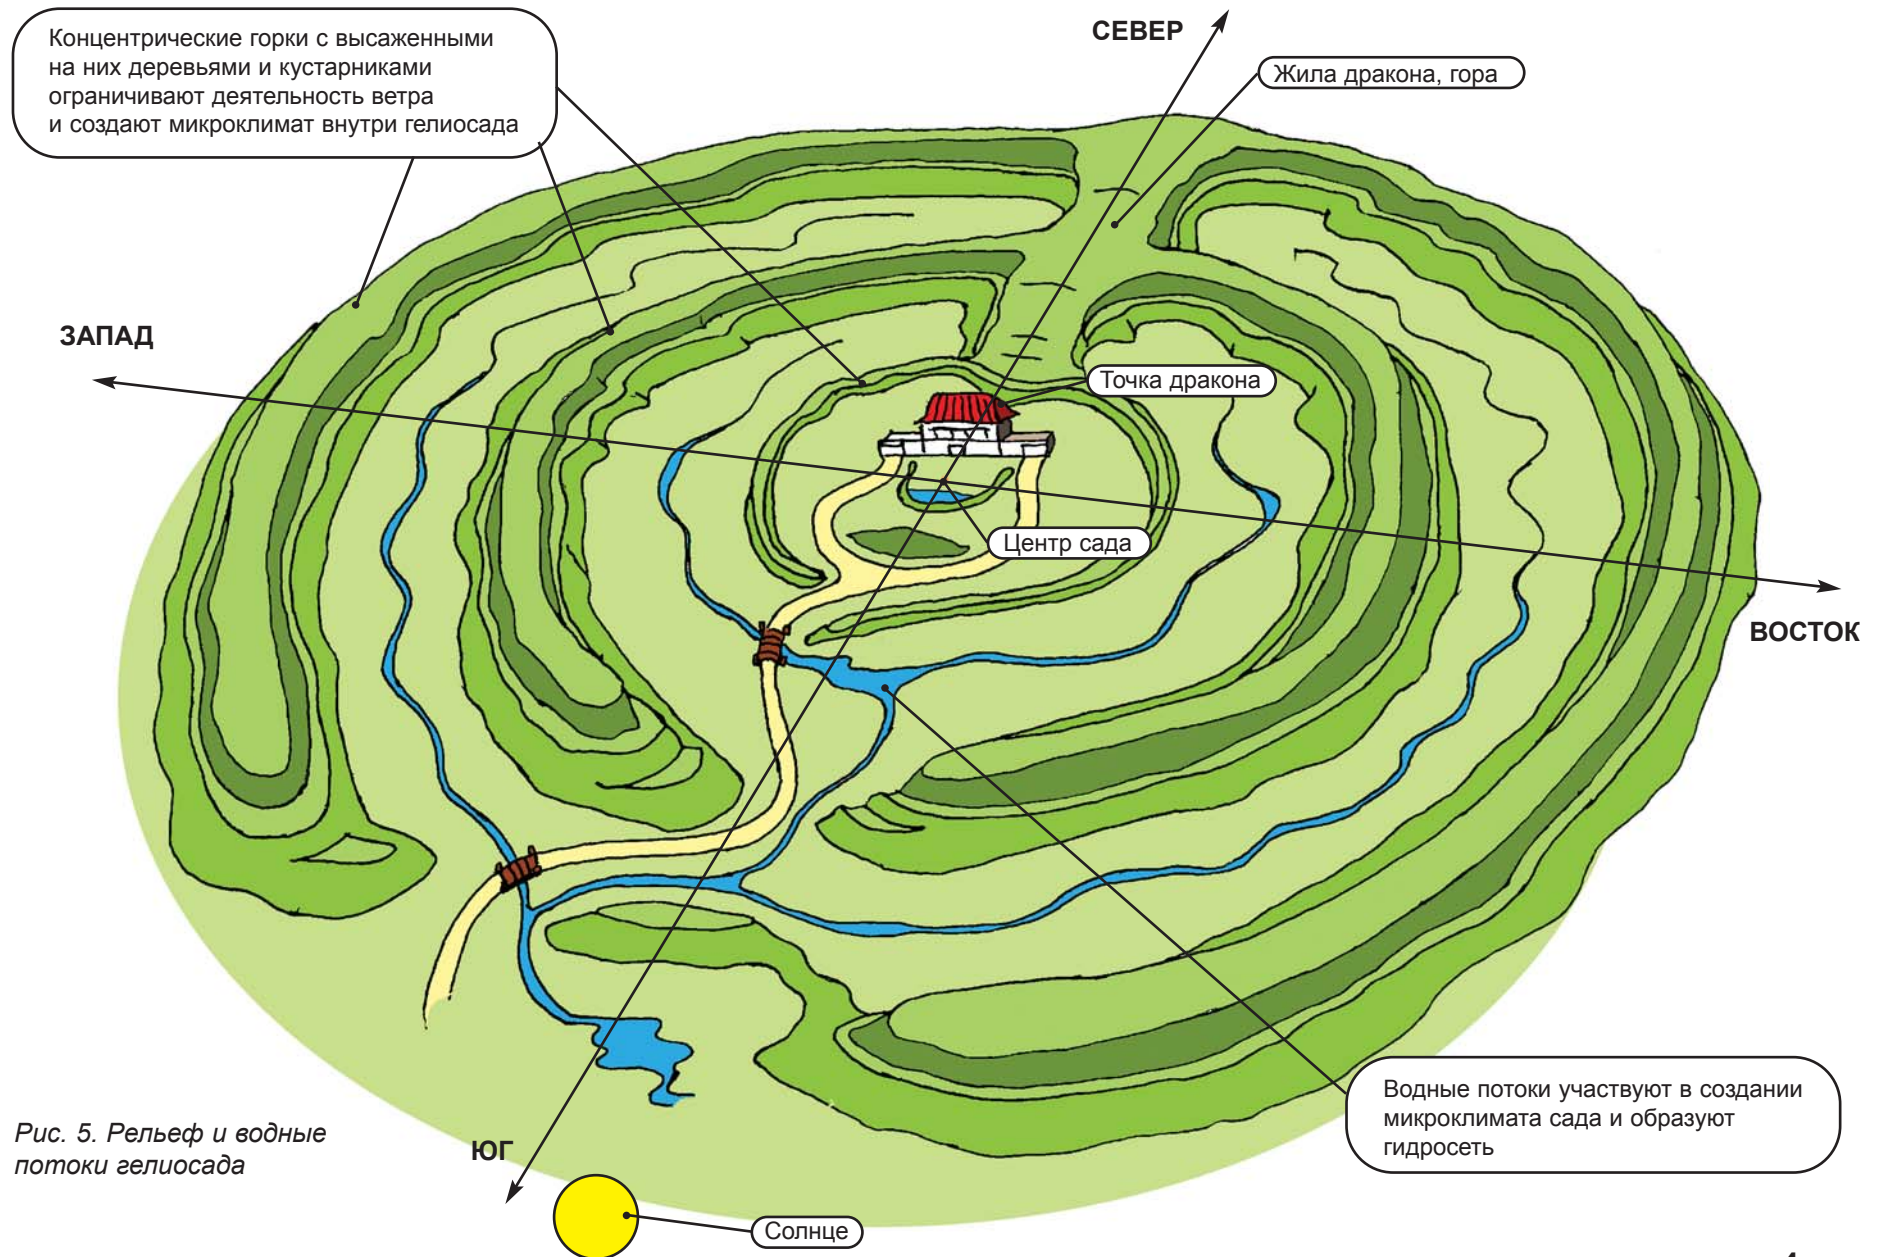 Концентрические горки с высаженными
на них деревьями и кустарниками
ограничивают деятельность ветра
и создают микроклимат внутри гелиосада
СЕВЕР
Жила дракона, гора
ЗАПАД
Точка дракона
Центр сада
ВОСТОК
Водные потоки участвуют в создании
микроклимата сада и образуют
гидросеть
Рис. 5. Рельеф и водные
потоки гелиосада
ЮГ
Солнце